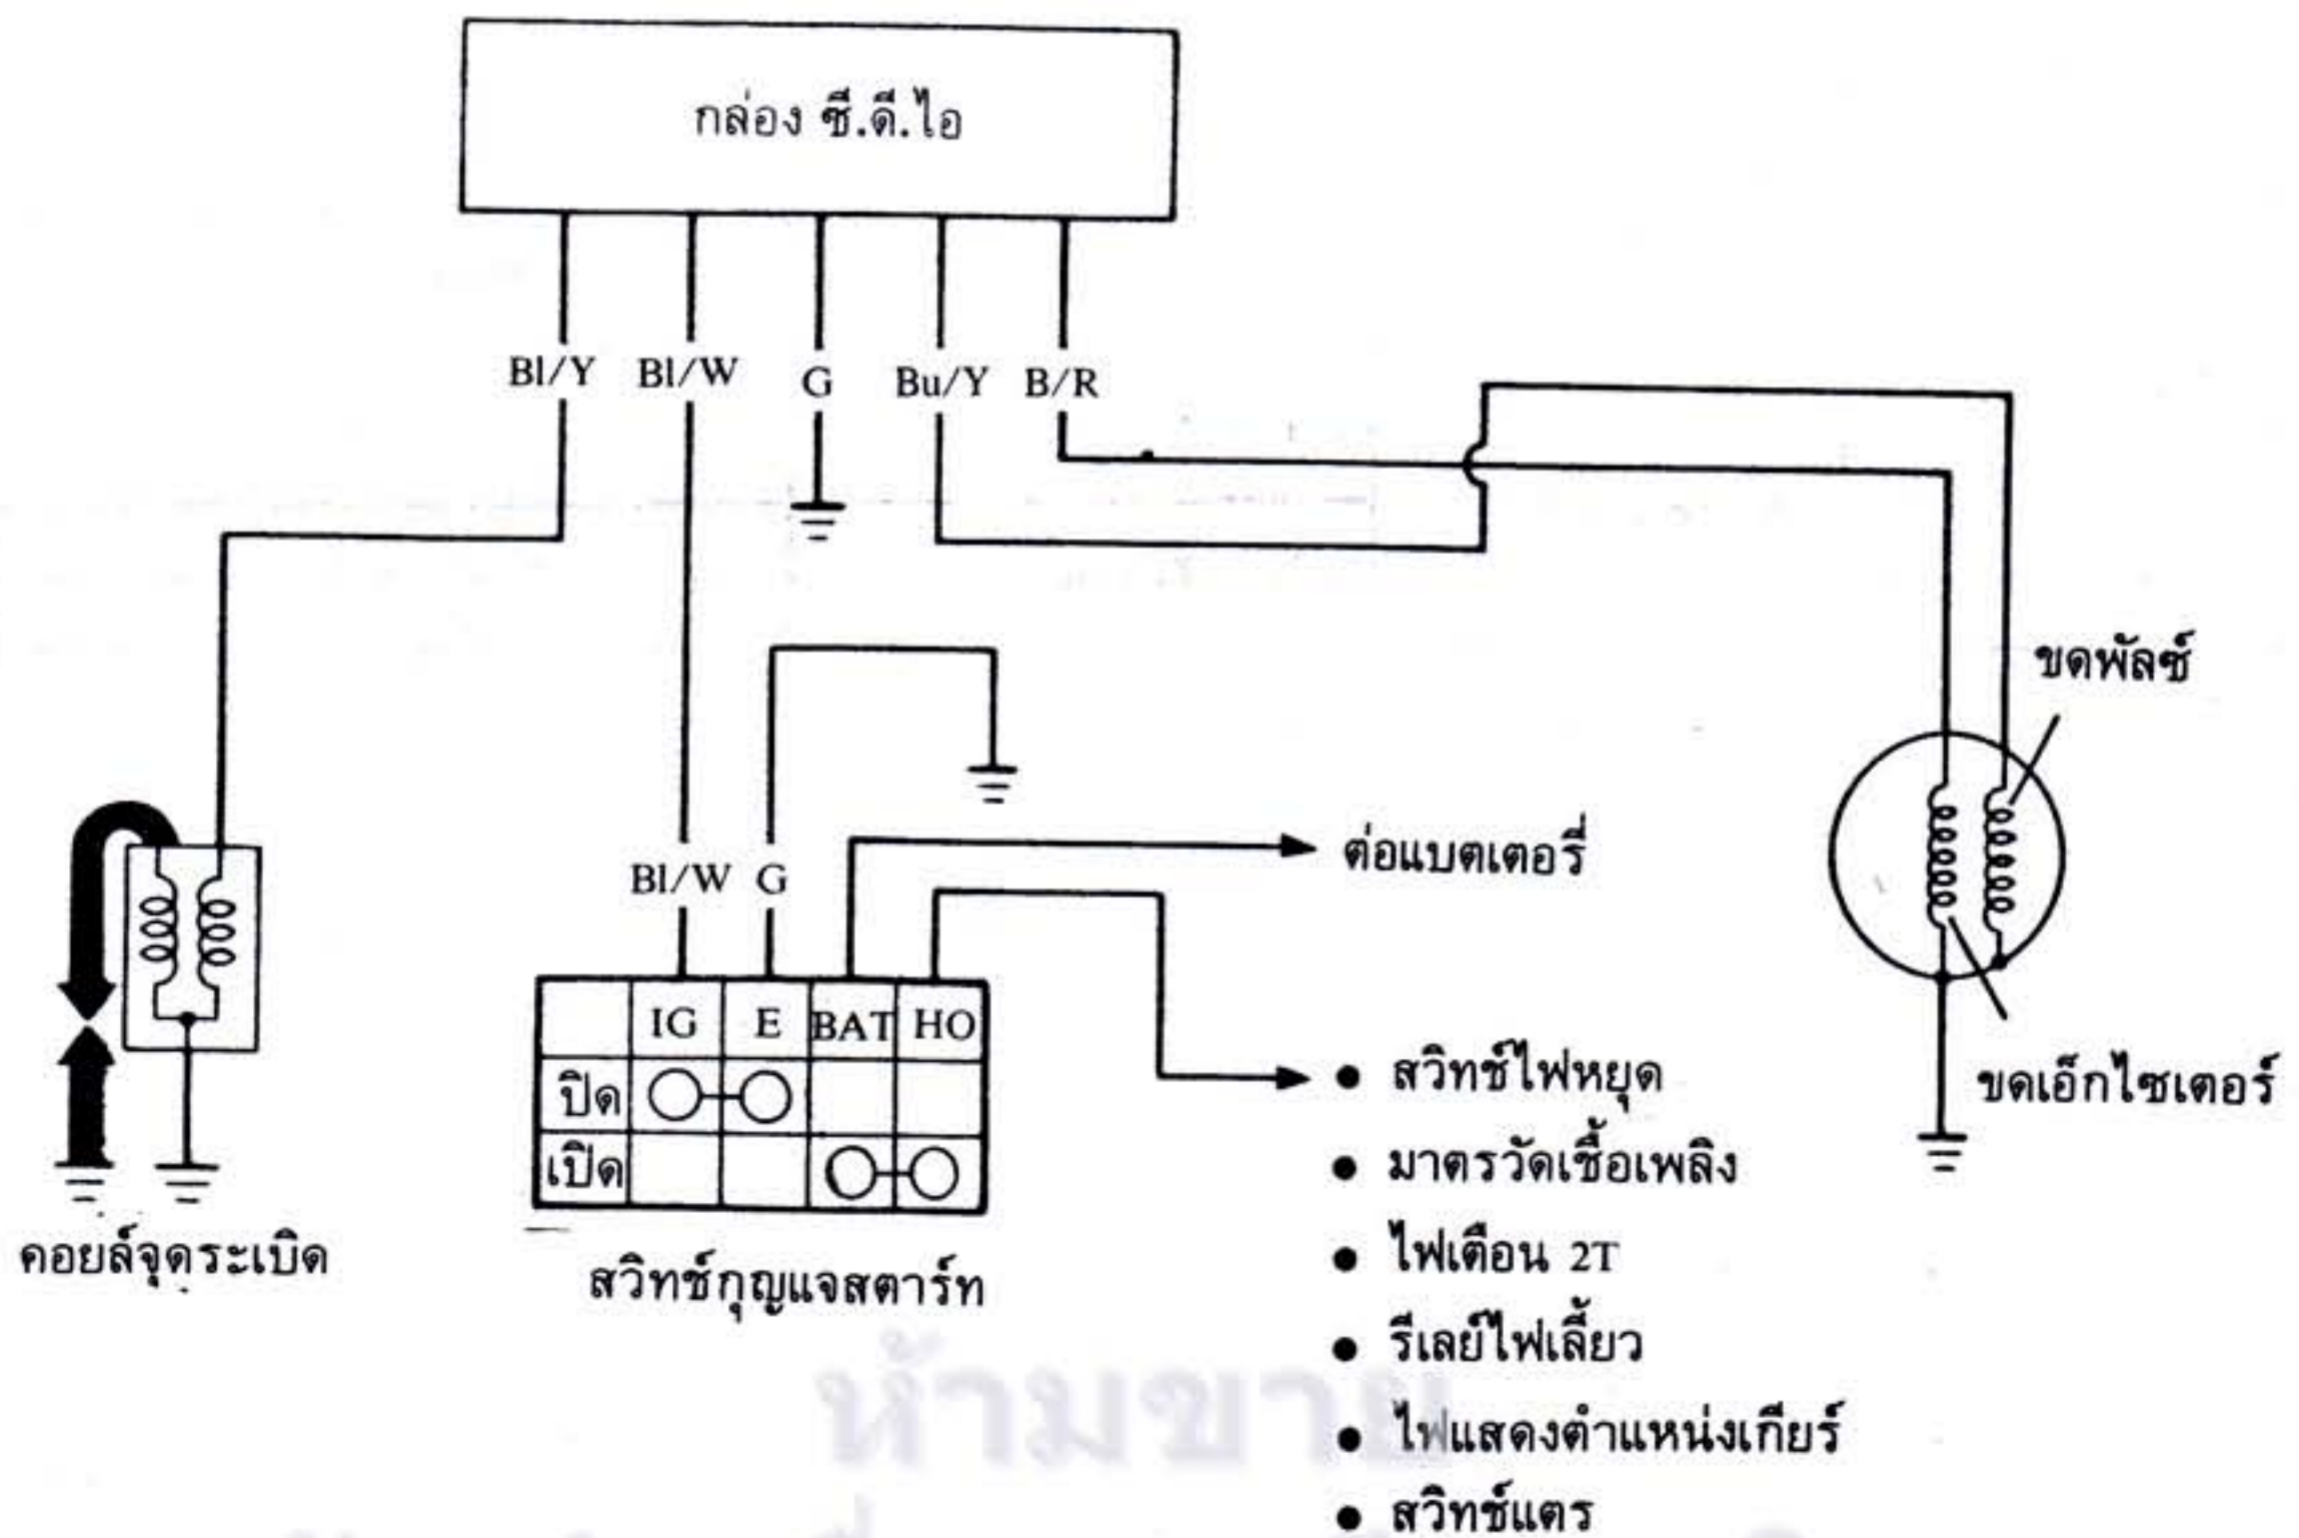 กล่อง ซี.ดี.ไอ
Bl/Y Bl/W G Bu/Y B/R
ขดพัลซ์
ต่อแบตเตอรี่
Bl/W G
IG E BAT HO
ปิด
เปิด
ขดเอ็กไซเตอร์
คอยล์จุดระเบิด
สวิทช์กุญแจสตาร์ท
● สวิทช์ไฟหยุด
● มาตรวัดเชื้อเพลิง
● ไฟเตือน 2T
● รีเลย์ไฟเลี้ยว
● ไฟแสดงตำแหน่งเกียร์
● สวิทช์แตร
ห้ามขาย